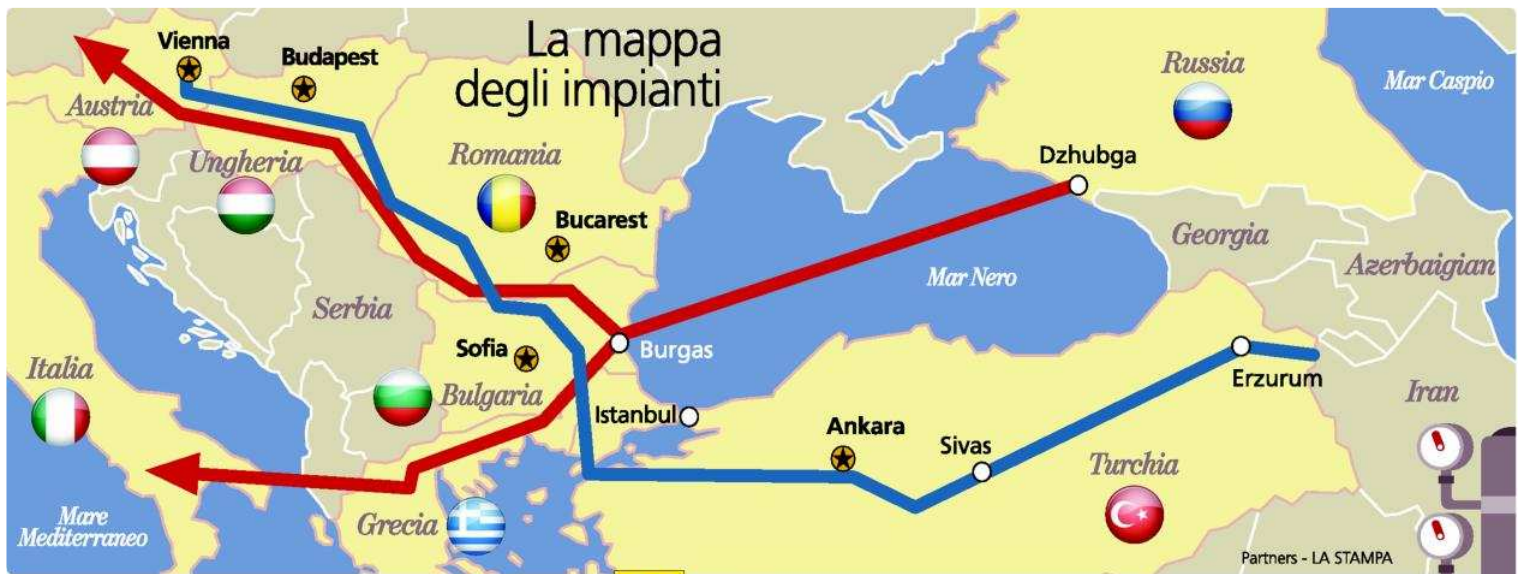 La mappa
degli impianti
Vienna
Budapest
Russia
Mar Caspio
Austria
Ungheria
Romania
Dzhubga
Bucarest
Georgia
Azerbaigian
Mar Nero
Serbia
Sofia
Burgas
Italia
Bulgaria
Erzurum
Iran
Istanbul
Ankara
Sivas
Turchia
Mare
Mediterraneo
Grecia
Partners - LA STAMPA